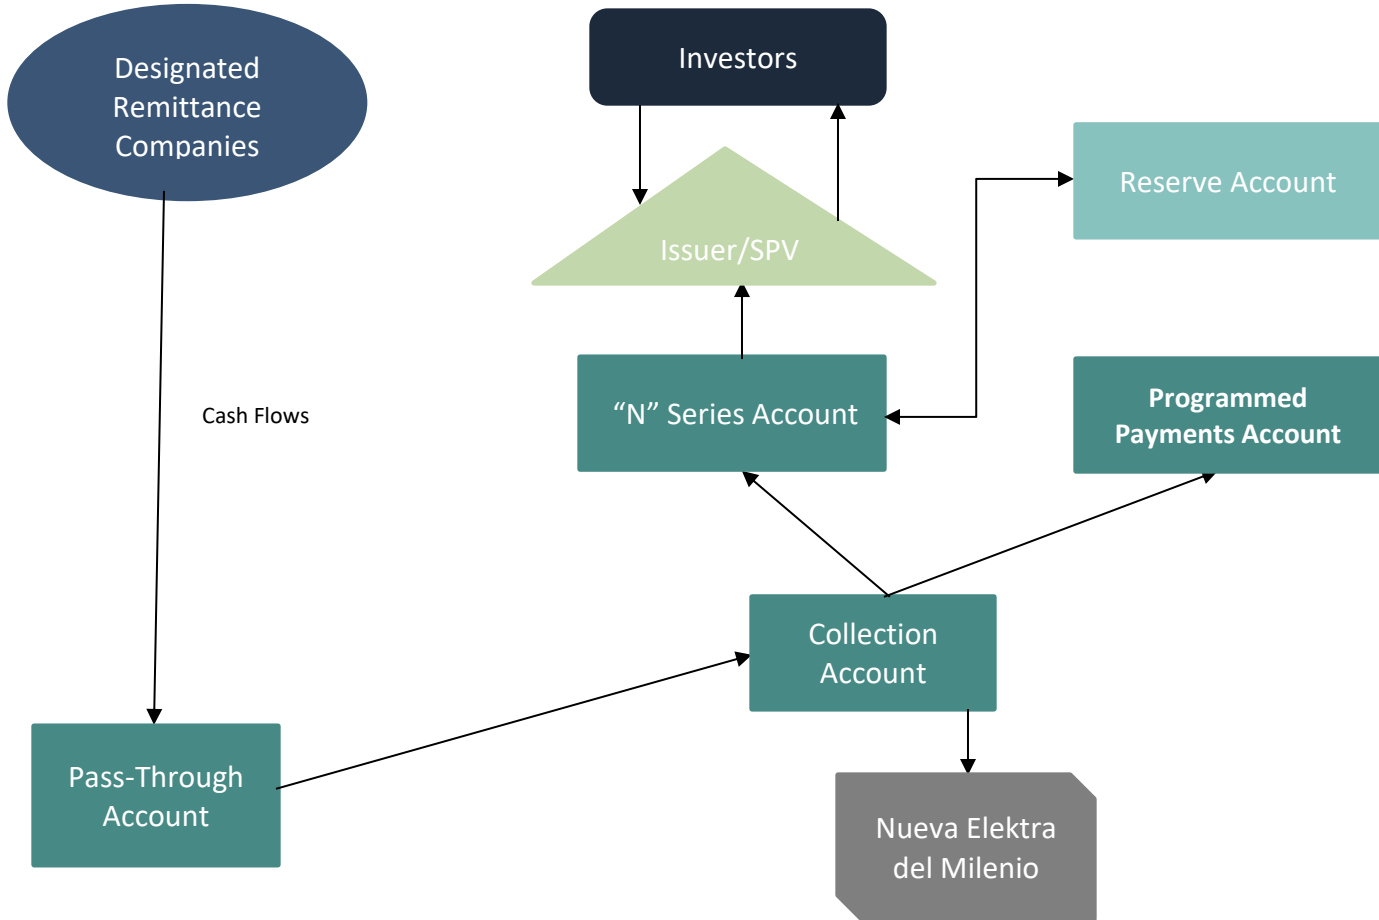 Designated
Remittance
Companies
Investors
Reserve Account
Issuer/SPV
Cash Flows
“N” Series Account
Programmed
Payments Account
Collection
Account
Pass-Through
Account
Nueva Elektra
del Milenio